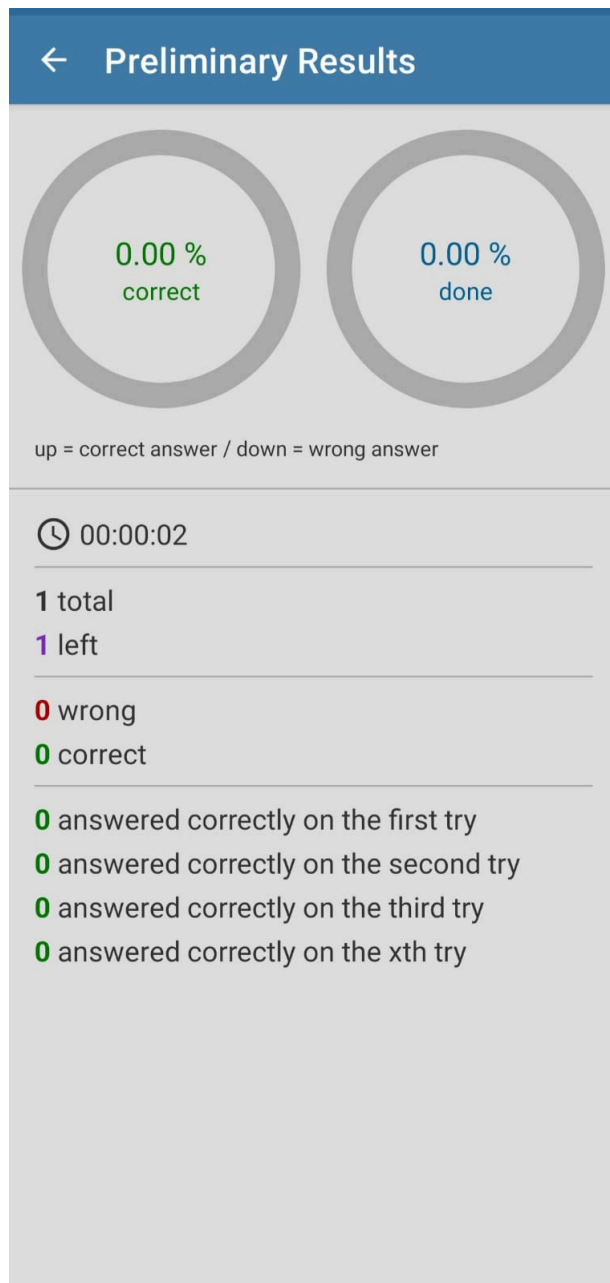 Preliminary Results
0.00 %
correct
0.00 %
done
up = correct answer / down = wrong answer
00:00:02
1 total
1 left
0 wrong
0 correct
0 answered correctly on the first try
0 answered correctly on the second try
0 answered correctly on the third try
0 answered correctly on the xth try